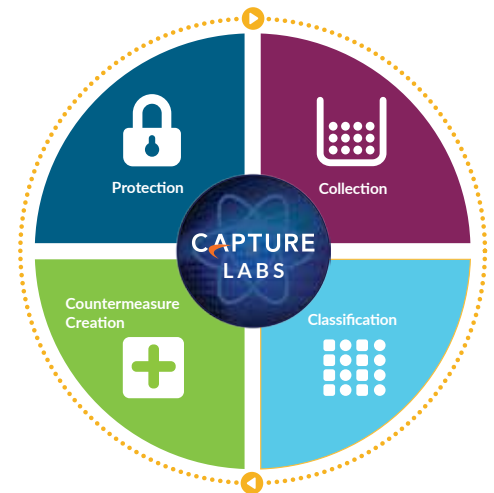 Protection
Collection
CAPTURE
LABS
Countermeasure
Creation
Classification